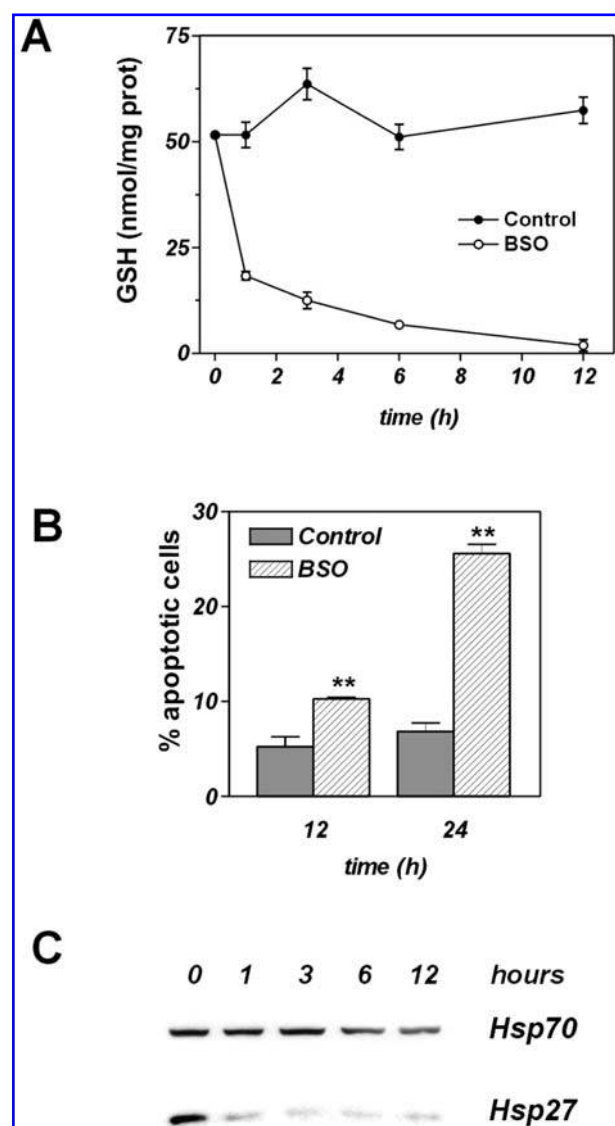 A
GSH (nmol/mg prot)
75
50
25
0
Control
BSO
0 2 4 6 8 10 12
time (h)
B
% apoptotic cells
30
20
10
0
Control
BSO
**
**
12 24
time (h)
C
0 1 3 6 12 hours
Hsp70
Hsp27